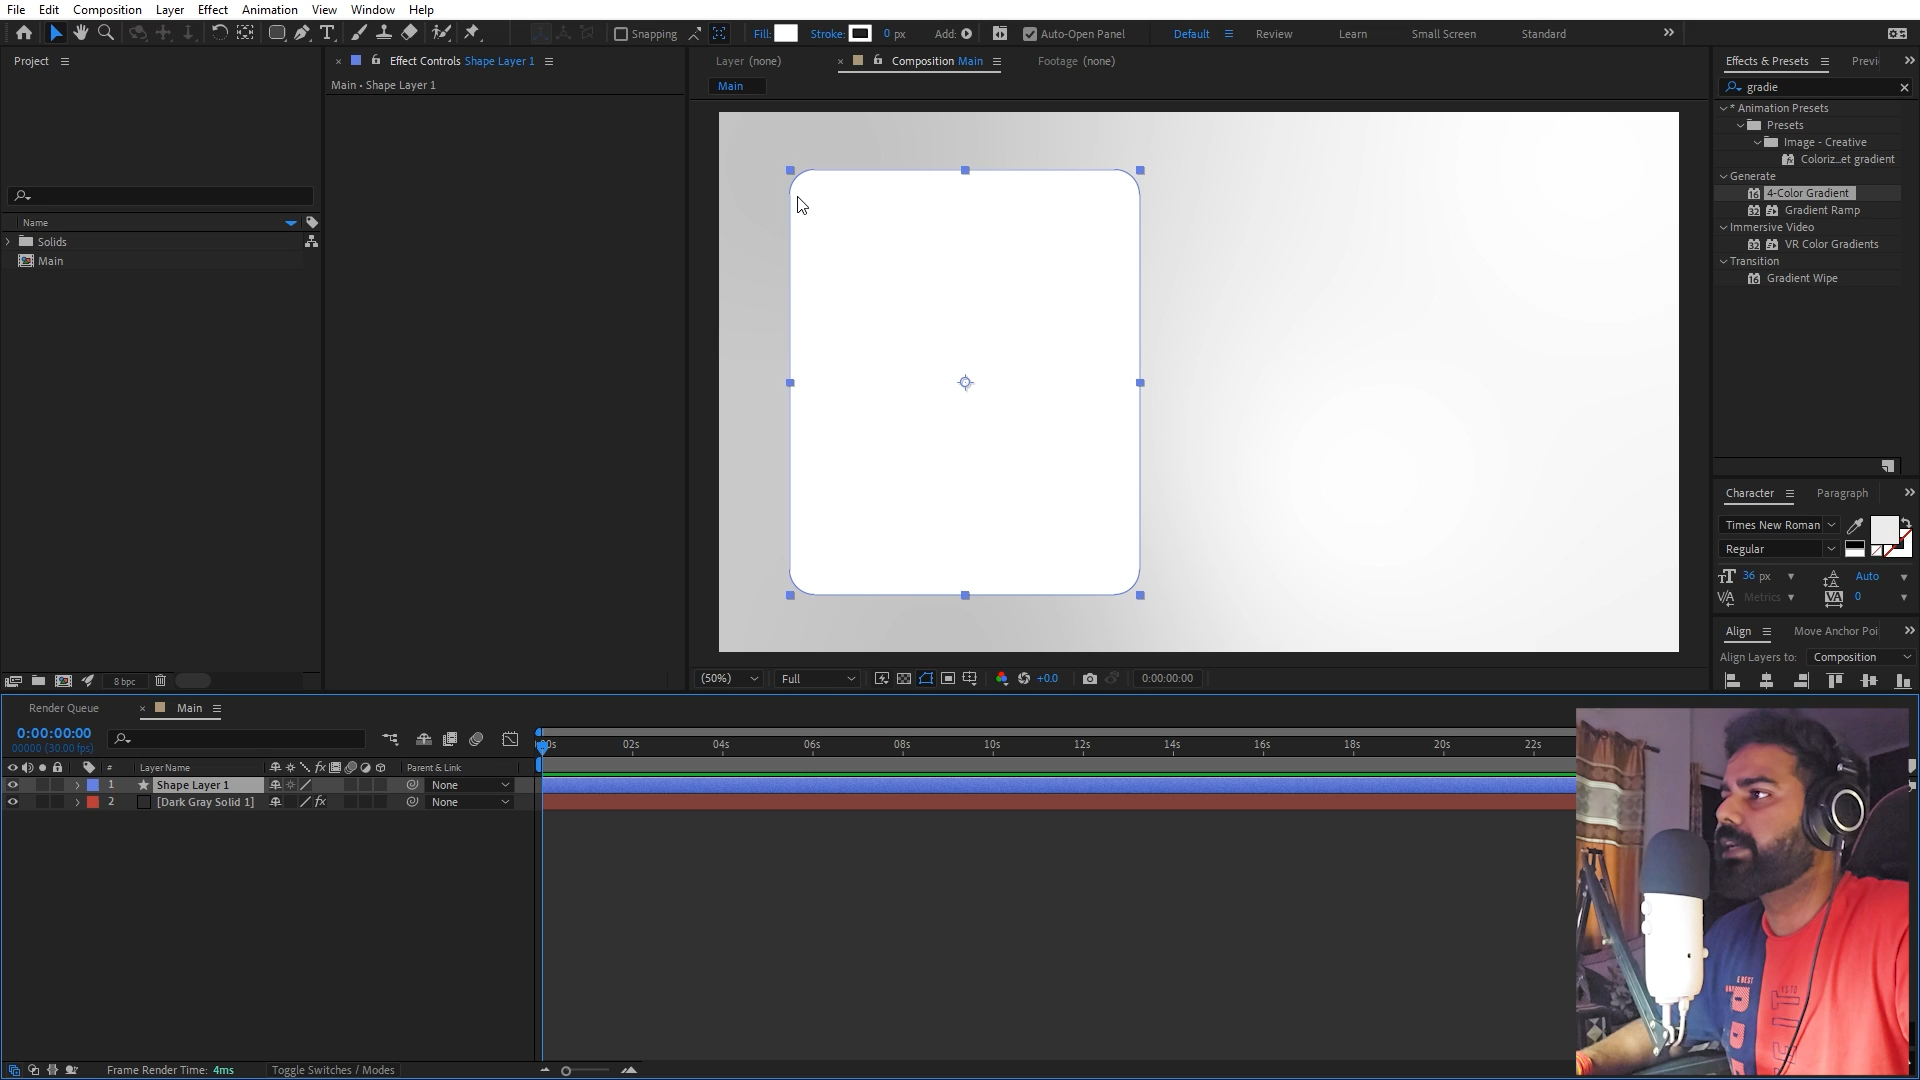 File Edit Composition Layer Effect Animation View Window Help
Snapping Fill: Stroke: 0 px Add: Auto-Open Panel Default Review Learn Small Screen Standard
Project
Effect Controls Shape Layer 1
Layer (none) Composition Main Footage (none)
Effects & Presets Previ
Main • Shape Layer 1
Main
gradie
* Animation Presets
Presets
Image - Creative
Coloriz...et gradient
Generate
4-Color Gradient
Gradient Ramp
Immersive Video
VR Color Gradients
Transition
Gradient Wipe
Name
Solids
Main
8 bpc
(50%) Full +0.0 0:00:00:00
Character Paragraph
Times New Roman
Regular
36 px Auto
Metrics 0
Align Move Anchor Poi
Align Layers to: Composition
Render Queue Main
0:00:00:00
00000 (30.00 fps)
00s 02s 04s 06s 08s 10s 12s 14s 16s 18s 20s 22s
# Layer Name fx Parent & Link
1 Shape Layer 1 None
2 [Dark Gray Solid 1] fx None
Frame Render Time: 4ms Toggle Switches / Modes